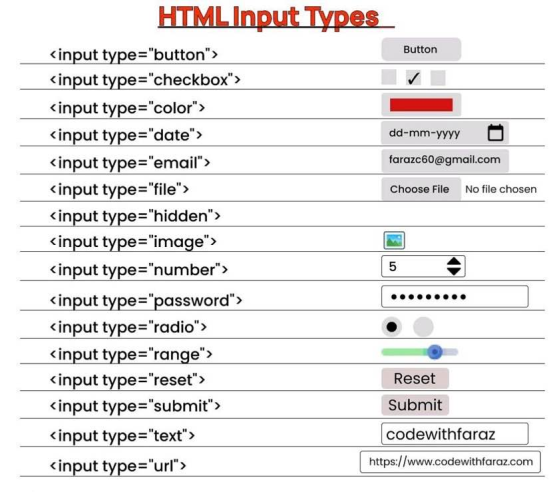 HTML Input Types
<input type="button"> Button
<input type="checkbox">
<input type="color">
<input type="date"> dd-mm-yyyy
<input type="email"> farazc60@gmail.com
<input type="file"> Choose File No file chosen
<input type="hidden">
<input type="image">
<input type="number"> 5
<input type="password">
<input type="radio">
<input type="range">
<input type="reset"> Reset
<input type="submit"> Submit
<input type="text"> codewithfaraz
<input type="url"> https://www.codewithfaraz.com